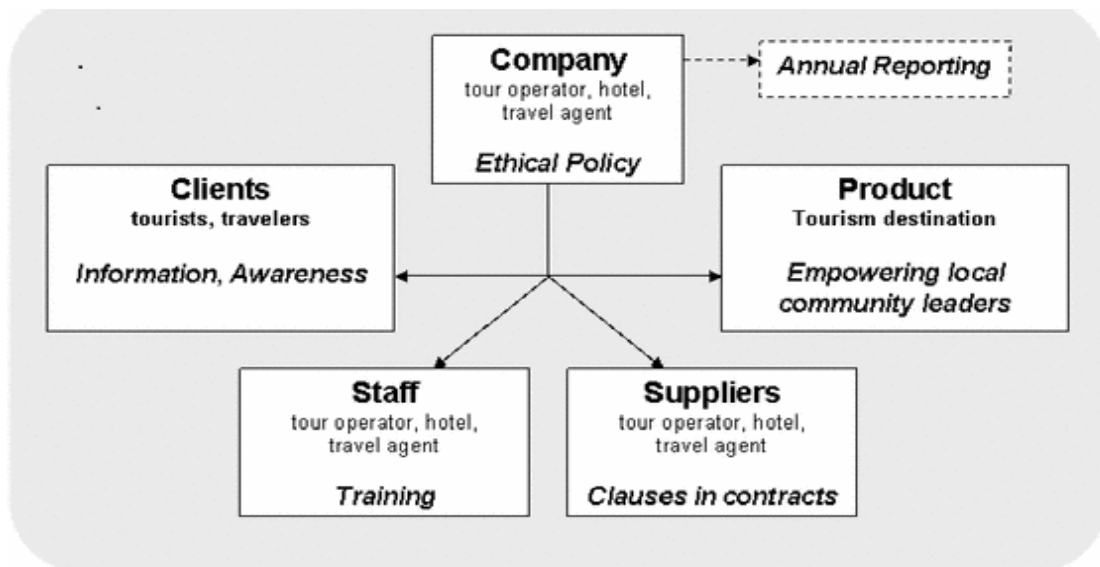 Company
tour operator, hotel,
travel agent
Ethical Policy
Annual Reporting
Clients
tourists, travelers
Information, Awareness
Product
Tourism destination
Empowering local
community leaders
Staff
tour operator, hotel,
travel agent
Training
Suppliers
tour operator, hotel,
travel agent
Clauses in contracts